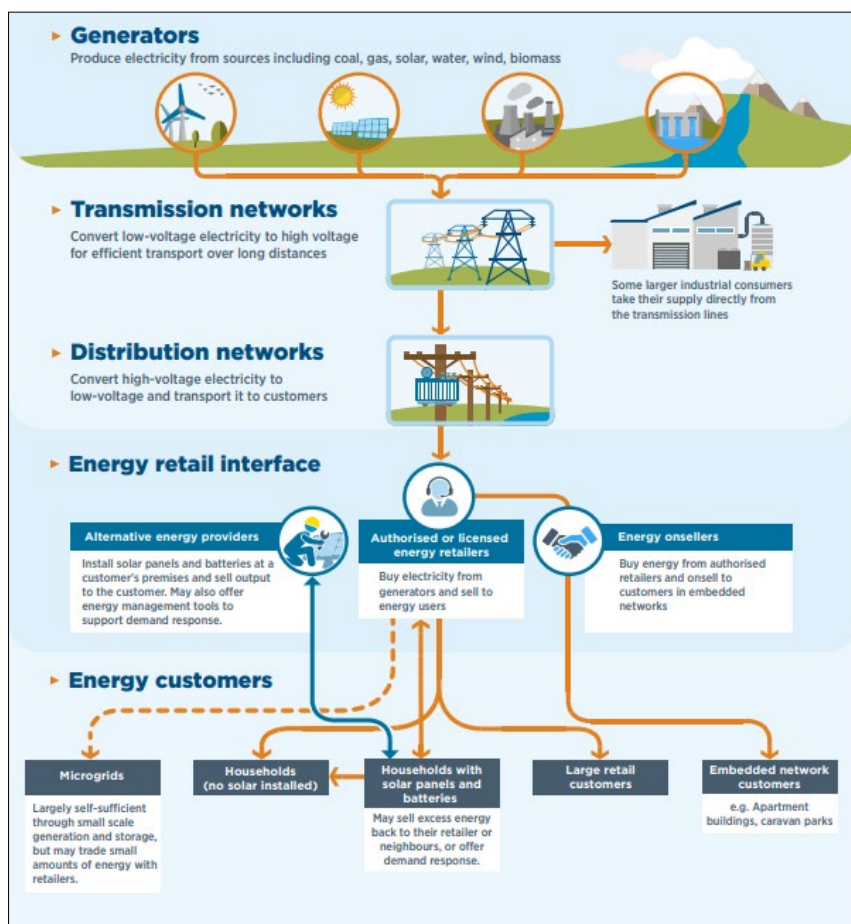 Generators
Produce electricity from sources including coal, gas, solar, water, wind, biomass
Transmission networks
Convert low-voltage electricity to high voltage
for efficient transport over long distances
Some larger industrial consumers
take their supply directly from
the transmission lines
Distribution networks
Convert high-voltage electricity to
low-voltage and transport it to customers
Energy retail interface
Alternative energy providers
Install solar panels and batteries at a
customer's premises and sell output
to the customer. May also offer
energy management tools to
support demand response.
Authorised or licensed
energy retailers
Buy electricity from
generators and sell to
energy users
Energy onsellers
Buy energy from authorised
retailers and onsell to
customers in embedded
networks
Energy customers
Microgrids
Largely self-sufficient
through small scale
generation and storage,
but may trade small
amounts of energy with
retailers.
Households
(no solar installed)
Households with
solar panels and
batteries
May sell excess energy
back to their retailer or
neighbours, or offer
demand response.
Large retail
customers
Embedded network
customers
e.g. Apartment
buildings, caravan parks